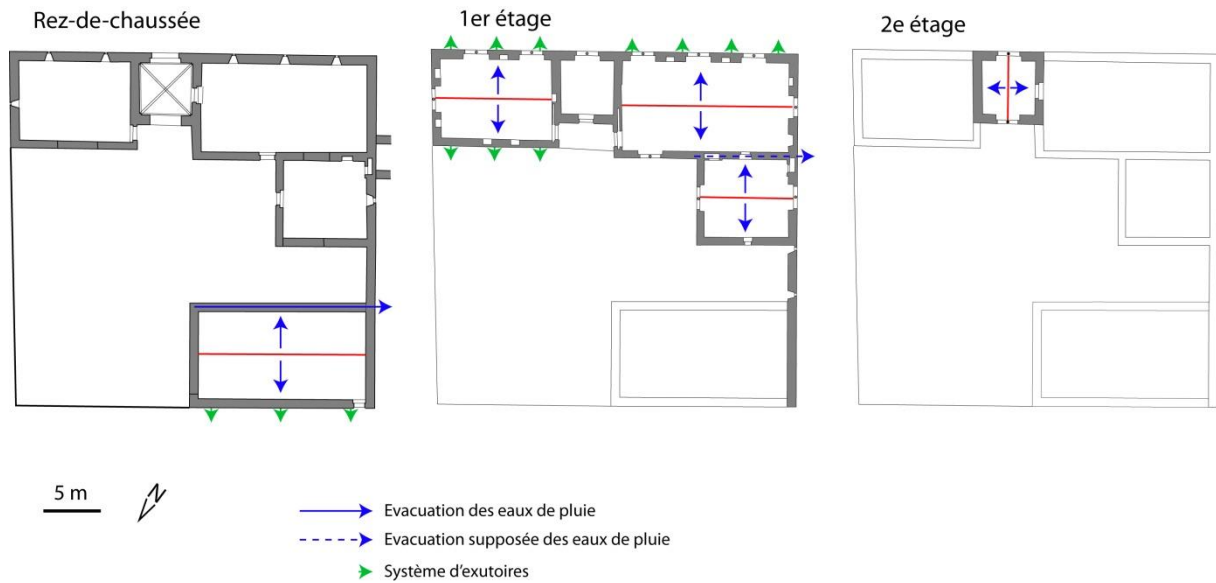 Rez-de-chaussée
1er étage
2e étage
5 m
N
Evacuation des eaux de pluie
Evacuation supposée des eaux de pluie
Système d'exutoires